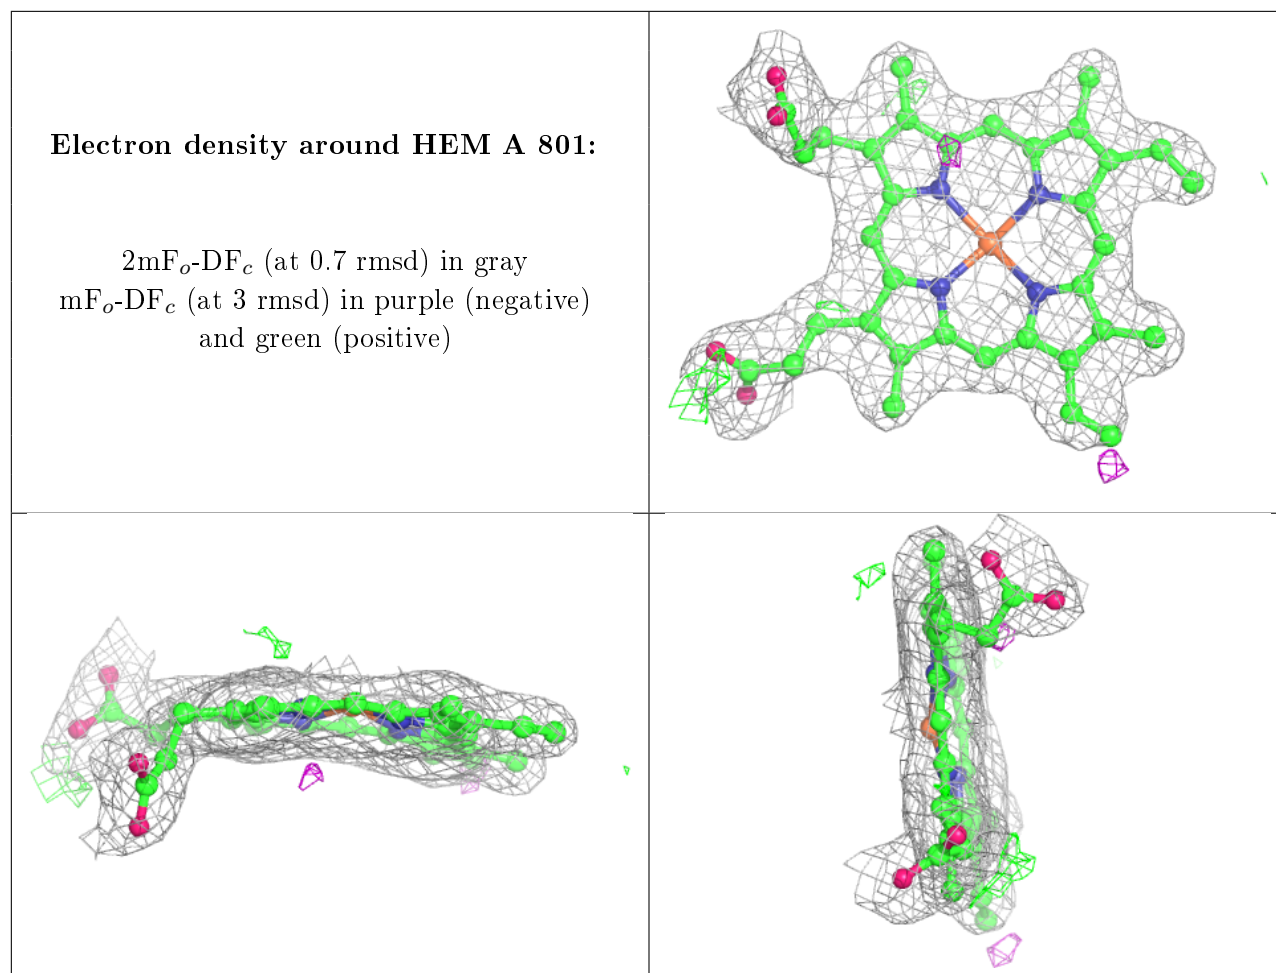 Electron density around HEM A 801:
2mFₒ-DF𝒸 (at 0.7 rmsd) in gray
mFₒ-DF𝒸 (at 3 rmsd) in purple (negative)
and green (positive)